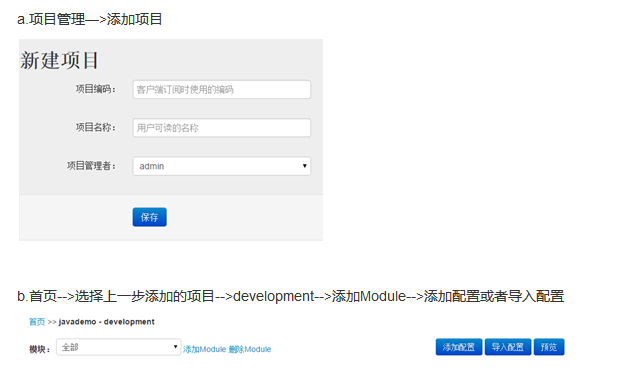 a.项目管理—>添加项目
新建项目
项目编码： 客户端订阅时使用的编码
项目名称： 用户可读的名称
项目管理者： admin
保存
b.首页-->选择上一步添加的项目-->development-->添加Module-->添加配置或者导入配置
首页 >> javademo - development
模块： 全部 添加Module 删除Module 添加配置 导入配置 预览